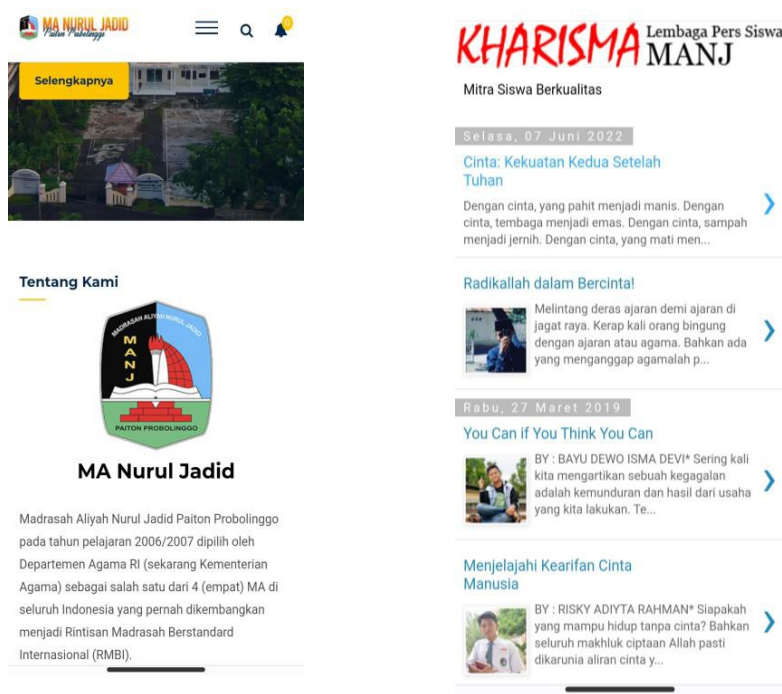 MA NURUL JADID
Paiton Probolinggo
Selengkapnya
Tentang Kami
MADRASAH ALIYAH NURUL JADID
MANJ
PAITON PROBOLINGGO
MA Nurul Jadid
Madrasah Aliyah Nurul Jadid Paiton Probolinggo
pada tahun pelajaran 2006/2007 dipilih oleh
Departemen Agama RI (sekarang Kementerian
Agama) sebagai salah satu dari 4 (empat) MA di
seluruh Indonesia yang pernah dikembangkan
menjadi Rintisan Madrasah Berstandard
Internasional (RMBI).
KHARISMA Lembaga Pers Siswa
MANJ
Mitra Siswa Berkualitas
Selasa, 07 Juni 2022
Cinta: Kekuatan Kedua Setelah
Tuhan
Dengan cinta, yang pahit menjadi manis. Dengan
cinta, tembaga menjadi emas. Dengan cinta, sampah
menjadi jernih. Dengan cinta, yang mati men...
Radikallah dalam Bercinta!
Melintang deras ajaran demi ajaran di
jagat raya. Kerap kali orang bingung
dengan ajaran atau agama. Bahkan ada
yang menganggap agamalah p...
Rabu, 27 Maret 2019
You Can if You Think You Can
BY : BAYU DEWO ISMA DEVI* Sering kali
kita mengartikan sebuah kegagalan
adalah kemunduran dan hasil dari usaha
yang kita lakukan. Te...
Menjelajahi Kearifan Cinta
Manusia
BY : RISKY ADIYTA RAHMAN* Siapakah
yang mampu hidup tanpa cinta? Bahkan
seluruh makhluk ciptaan Allah pasti
dikarunia aliran cinta y...